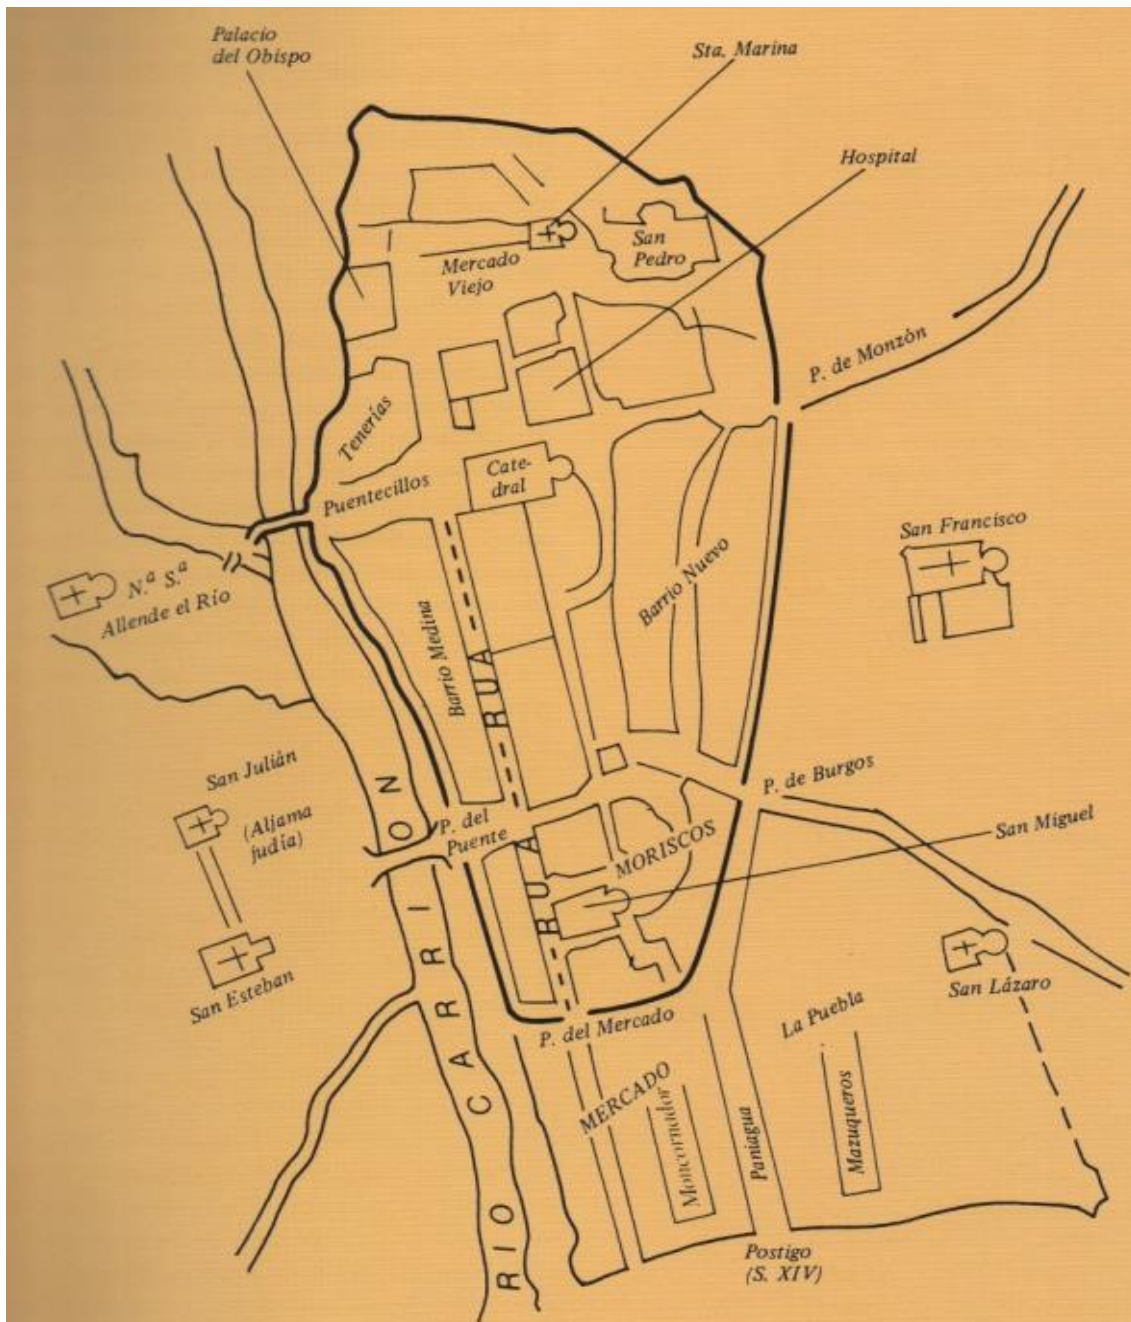 Palacio
del Obispo
Sta. Marina
Hospital
San
Pedro
Mercado
Viejo
P. de Monzón
Tenerías
Cate-
dral
Puentecillos
San Francisco
N.ª S.ª
Allende el Río
Barrio Nuevo
Barrio Medina
RUA
San Julián
(Aljama
judía)
P. de Burgos
P. del
Puente
MORISCOS
San Miguel
RUA
San Esteban
San Lázaro
RIO CARRION
P. del Mercado
La Puebla
MERCADO
Moncornador
Paniagua
Mazuqueros
Postigo
(S. XIV)